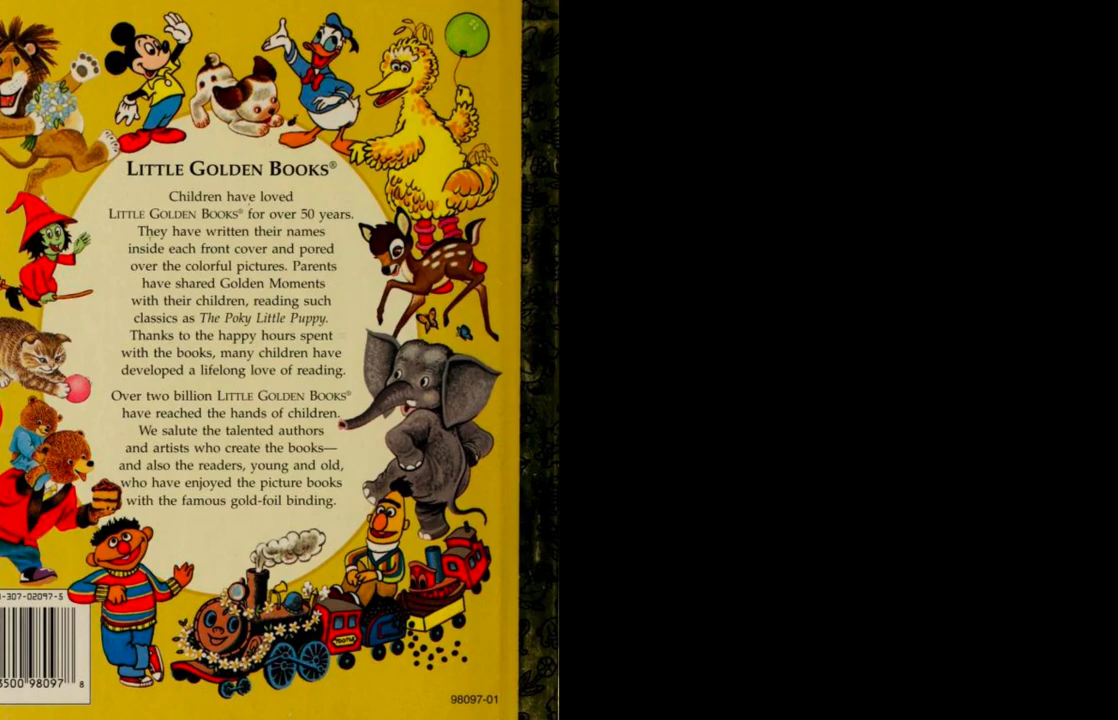 LITTLE GOLDEN BOOKS®
Children have loved
LITTLE GOLDEN BOOKS® for over 50 years.
They have written their names
inside each front cover and pored
over the colorful pictures. Parents
have shared Golden Moments
with their children, reading such
classics as The Poky Little Puppy.
Thanks to the happy hours spent
with the books, many children have
developed a lifelong love of reading.
Over two billion LITTLE GOLDEN BOOKS®
have reached the hands of children.
We salute the talented authors
and artists who create the books—
and also the readers, young and old,
who have enjoyed the picture books
with the famous gold-foil binding.
TOOTLE
-307-02097-5
3500 98097 8
98097-01